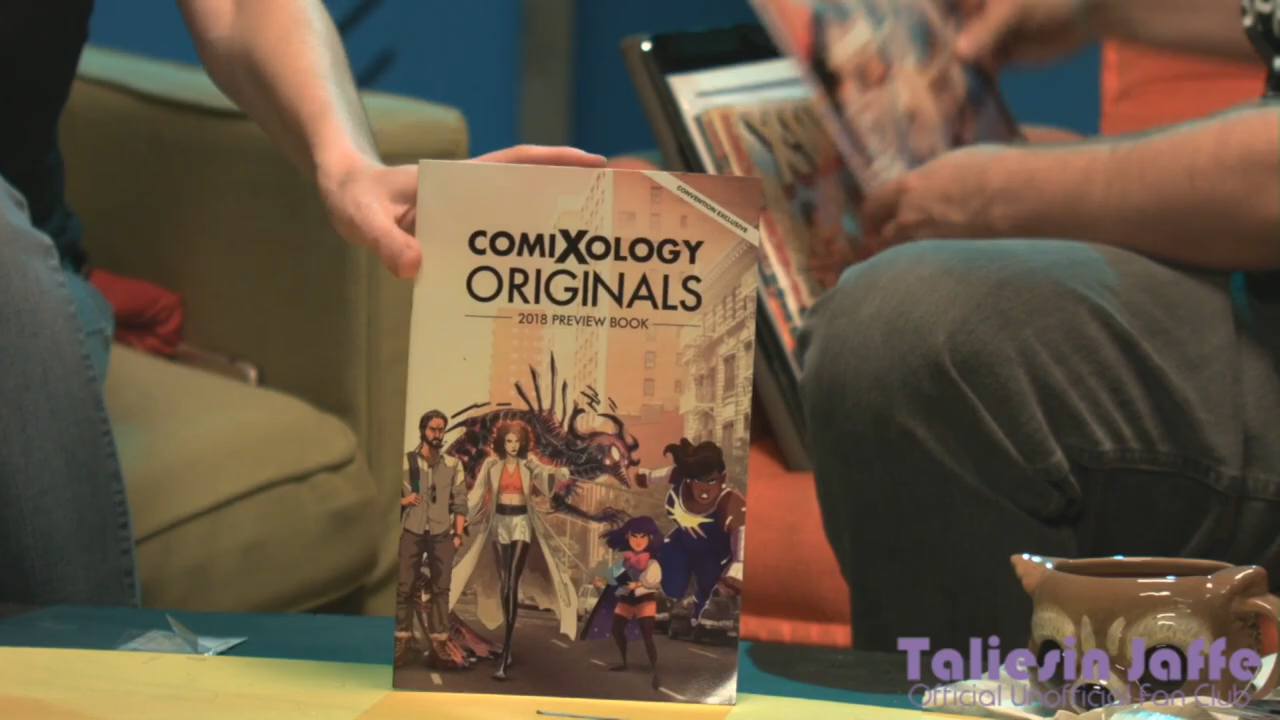 CONVENTION EXCLUSIVE
COMIXOLOGY
ORIGINALS
2018 PREVIEW BOOK
Taliesin Jaffe
Official Unofficial Fan Club